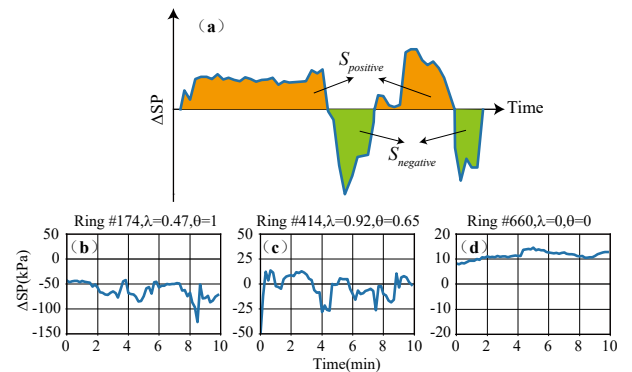 (a)
S_positive
ΔSP
Time
S_negative
Ring #174,λ=0.47,θ=1
Ring #414,λ=0.92,θ=0.65
Ring #660,λ=0,θ=0
(b)
(c)
(d)
ΔSP(kPa)
50
0
-50
-100
-150
0 2 4 6 8 10
50
25
0
-25
-50
0 2 4 6 8 10
20
10
0
10
20
0 2 4 6 8 10
Time(min)